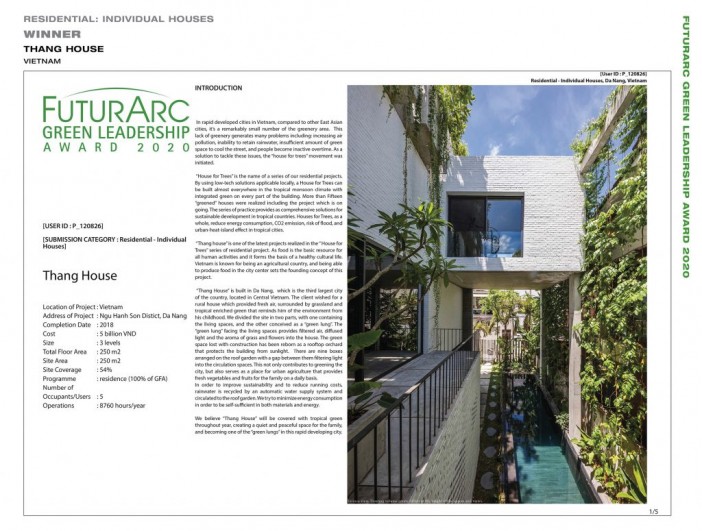 RESIDENTIAL: INDIVIDUAL HOUSES
WINNER
THANG HOUSE
VIETNAM
[User ID : P_120826]
Residential - Individual Houses, Da Nang, Vietnam
FUTURARC GREEN LEADERSHIP AWARD 2020
FUTURARC
GREEN LEADERSHIP
AWARD 2020
[USER ID : P_120826]
[SUBMISSION CATEGORY : Residential - Individual
Houses]
Thang House
Location of Project : Vietnam
Address of Project : Ngu Hanh Son Distict, Da Nang
Completion Date : 2018
Cost : 5 billion VND
Size : 3 levels
Total Floor Area : 250 m2
Site Area : 250 m2
Site Coverage : 54%
Programme : residence (100% of GFA)
Number of
Occupants/Users : 5
Operations : 8760 hours/year
INTRODUCTION
In rapid developed cities in Vietnam, compared to other East Asian
cities, it's a remarkably small number of the greenery area. This
lack of greenery generates many problems including increasing air
pollution, inability to retain rainwater, insufficient amount of green
space to cool the street, and people become inactive overtime. As a
solution to tackle these issues, the "house for trees" movement was
initiated.
"House for Trees" is the name of a series of our residential projects.
By using low-tech solutions applicable locally, a House for Trees can
be built almost everywhere in the tropical monsoon climate with
integrated green on every part of the building. More than Fifteen
"greened" houses were realized including the project which is on
going. The series of practice provides as comprehensive solutions for
sustainable development in tropical countries. Houses for Trees, as a
whole, reduce energy consumption, CO2 emission, risk of flood, and
urban heat island effect in tropical cities.
"Thang house" is one of the latest projects realized in the "House for
Trees" series of residential project. As food is the basic resource for
all human activities and it forms the basis of a healthy cultural life.
Vietnam is known for being an agricultural country, and being able
to produce food in the city center sets the founding concept of this
project.
"Thang House" is built in Da Nang, which is the third largest city
of the country, located in Central Vietnam. The client wished for a
rural house which provided fresh air, surrounded by grassland and
tropical enriched green that reminds him of the environment from
his childhood. We divided the site in two parts, with one containing
the living spaces, and the other conceived as a "green lung". The
"green lung" facing the living spaces provides filtered air, diffused
light and the aroma of grass and flowers into the house. The green
space lost with construction has been reborn as a rooftop orchard
that protects the building from sunlight. There are nine boxes
arranged on the roof garden with a gap between them filtering light
into the circulation spaces. This not only contributes to greening the
city, but also serves as a place for urban agriculture that provides
fresh vegetables and fruits for the family on a daily basis.
In order to improve sustainability and to reduce running costs,
rainwater is recycled by an automatic water supply system and
circulated to the roof garden. We try to minimize energy consumption
in order to be self-sufficient in both materials and energy.
We believe "Thang House" will be covered with tropical green
throughout year, creating a quiet and peaceful space for the family,
and becoming one of the "green lungs" in this rapid developing city.
1/5